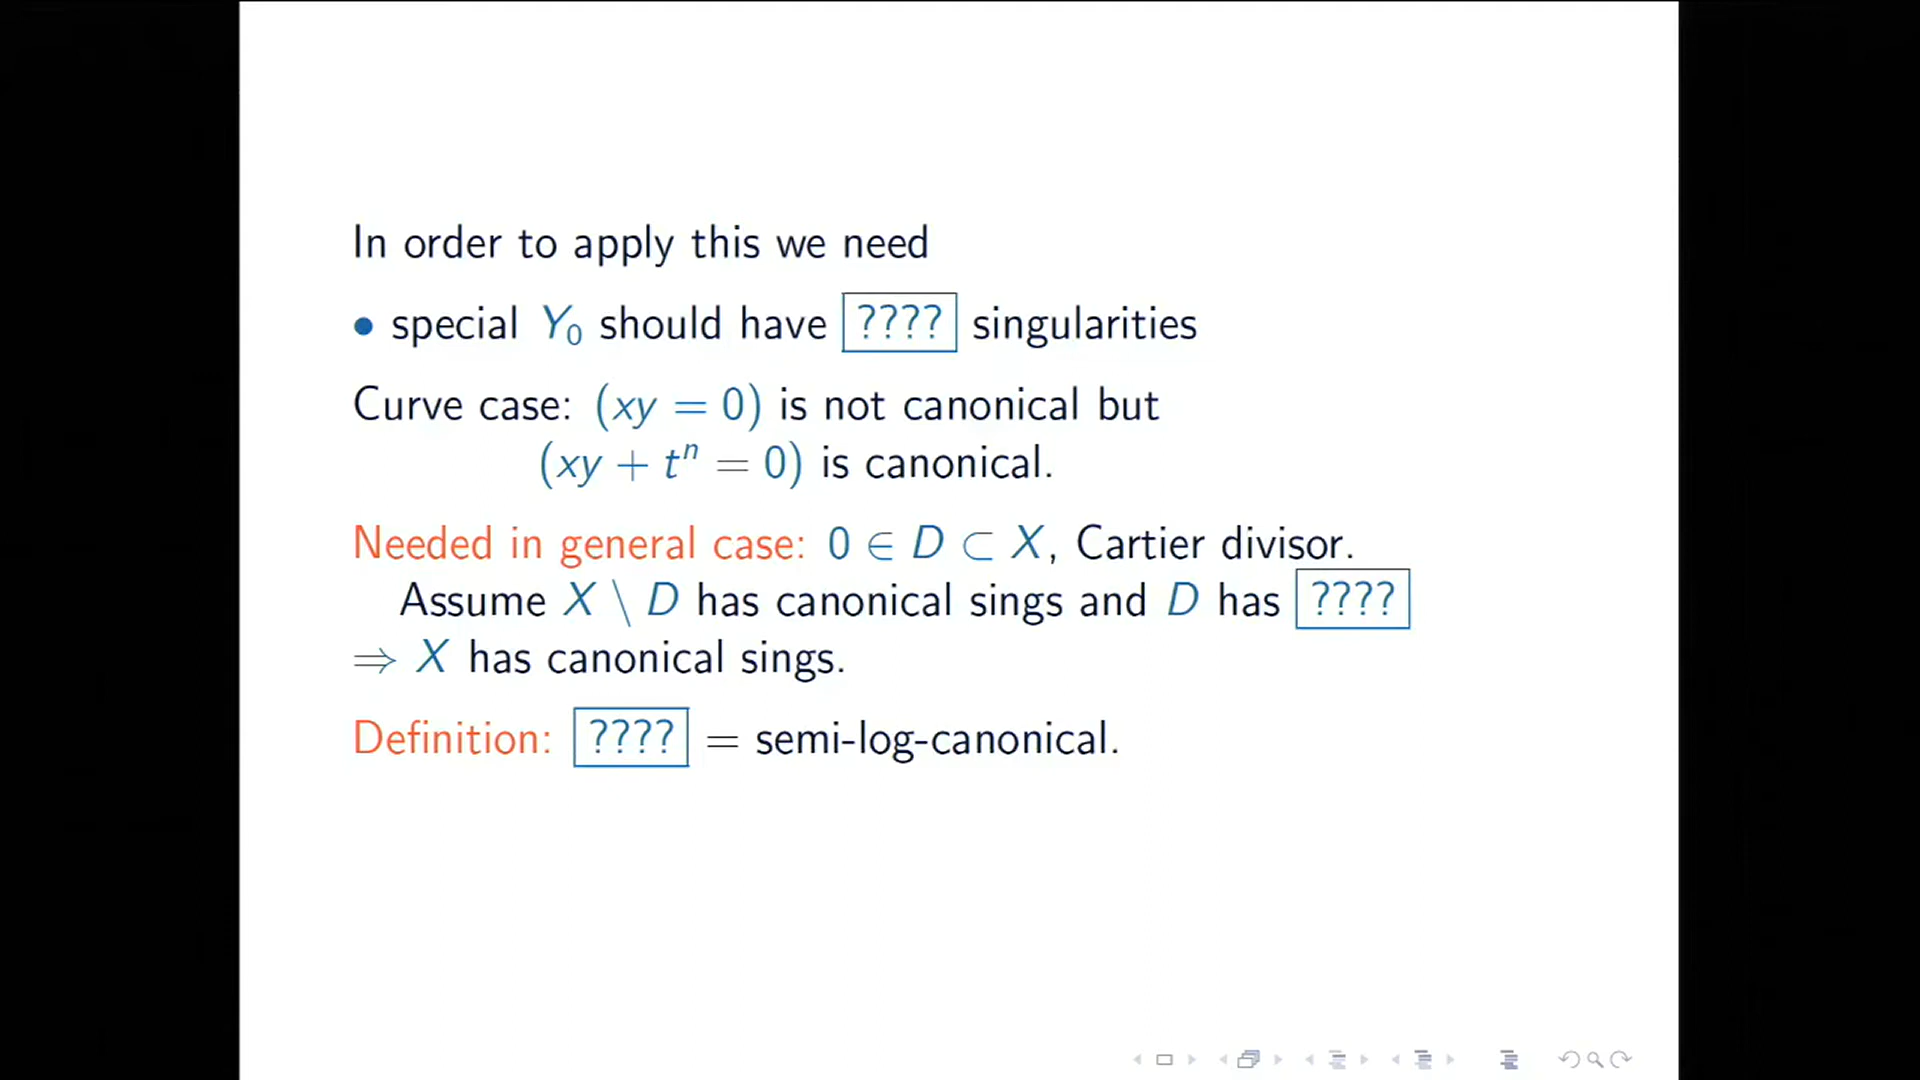 In order to apply this we need
• special Y₀ should have ???? singularities
Curve case: (xy = 0) is not canonical but
(xy + tⁿ = 0) is canonical.
Needed in general case: 0 ∈ D ⊂ X, Cartier divisor.
Assume X \ D has canonical sings and D has ????
⇒ X has canonical sings.
Definition: ???? = semi-log-canonical.